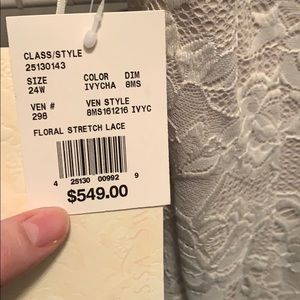 CLASS/STYLE
25130143
SIZE COLOR DIM
24W IVYCHA 8MS
VEN # VEN STYLE
298 8MS161216 IVYC
FLORAL STRETCH LACE
4 25130 00992 9
$549.00